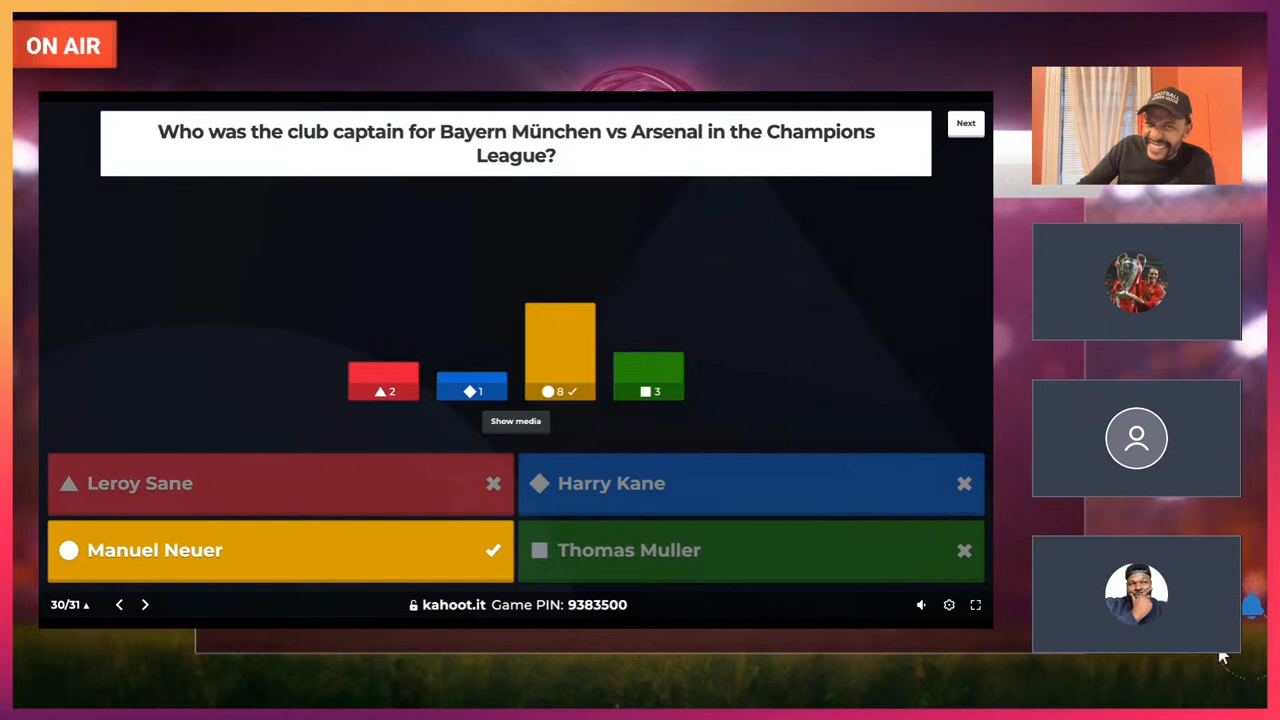 ON AIR
Who was the club captain for Bayern München vs Arsenal in the Champions
League?
Next
2
1
8
3
Show media
Leroy Sane
Harry Kane
Manuel Neuer
Thomas Muller
30/31
kahoot.it Game PIN: 9383500